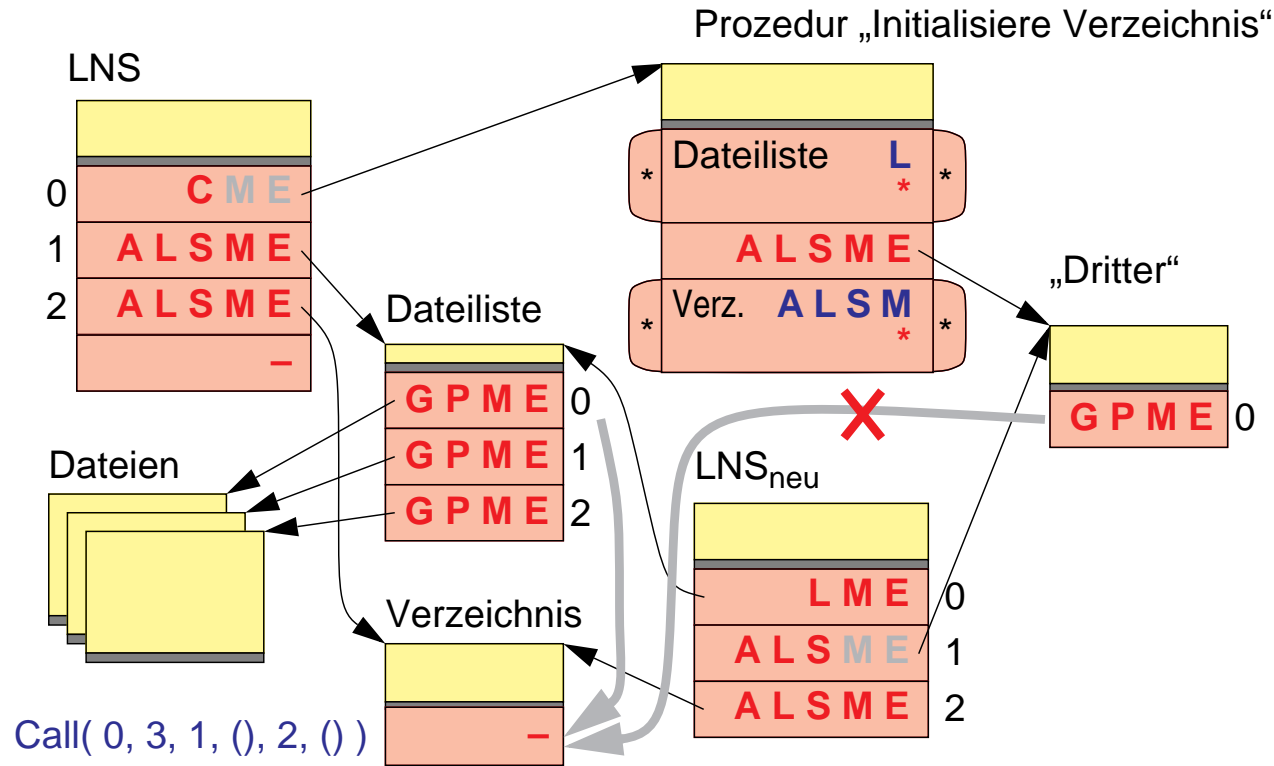 Prozedur „Initialisiere Verzeichnis“
LNS
0 C M E
1 A L S M E
2 A L S M E
–
* Dateiliste L *
*
A L S M E
* Verz. A L S M *
*
„Dritter“
G P M E 0
Dateiliste
G P M E 0
G P M E 1
G P M E 2
Dateien
LNSneu
L M E 0
A L S M E 1
A L S M E 2
Verzeichnis
–
Call( 0, 3, 1, (), 2, () )